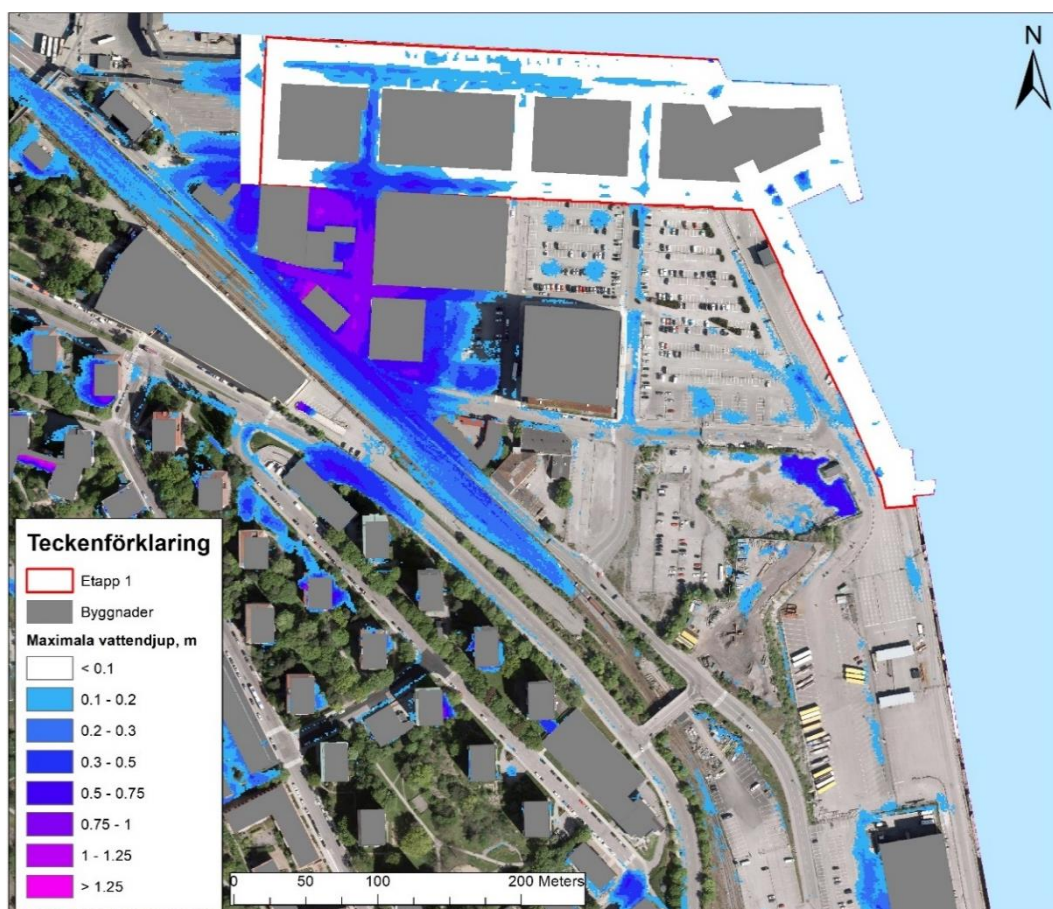 N
Teckenförklaring
Etapp 1
Byggnader
Maximala vattendjup, m
< 0.1
0.1 - 0.2
0.2 - 0.3
0.3 - 0.5
0.5 - 0.75
0.75 - 1
1 - 1.25
> 1.25
0 50 100 200 Meters